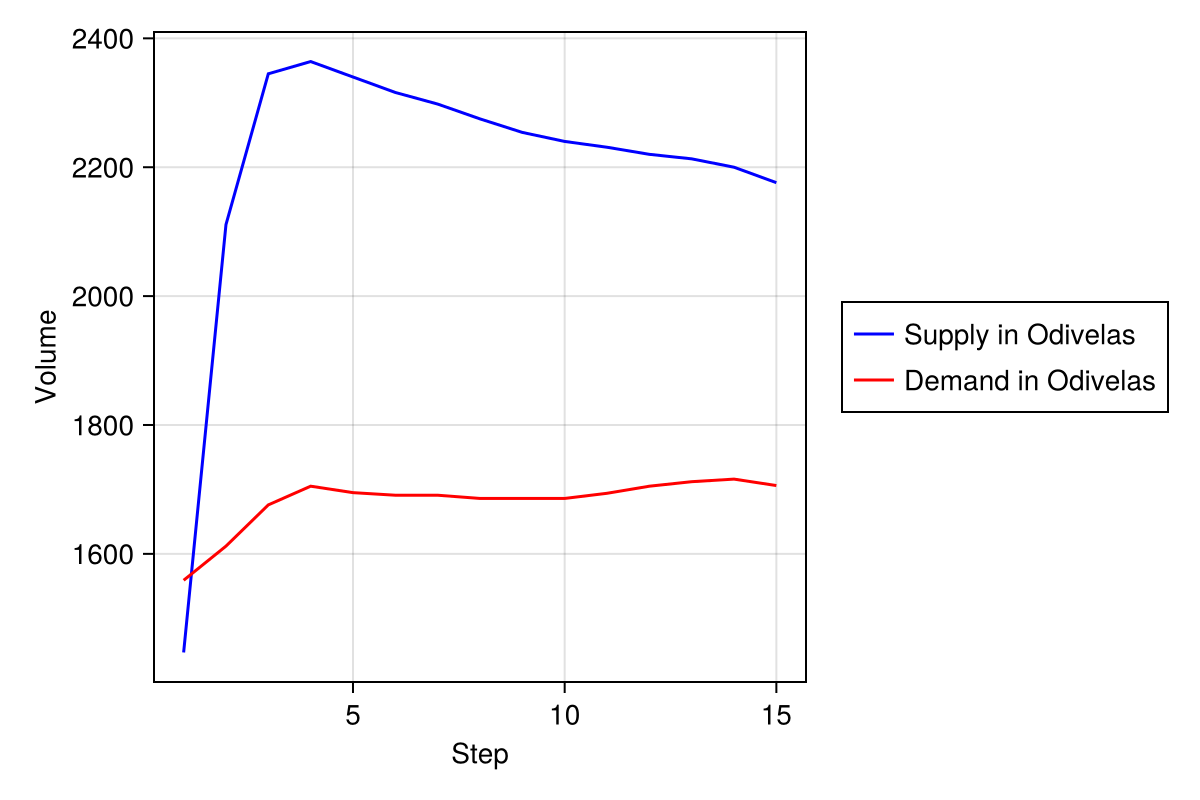 2400
2200
2000
1800
1600
Volume
5 10 15
Step
Supply in Odivelas
Demand in Odivelas